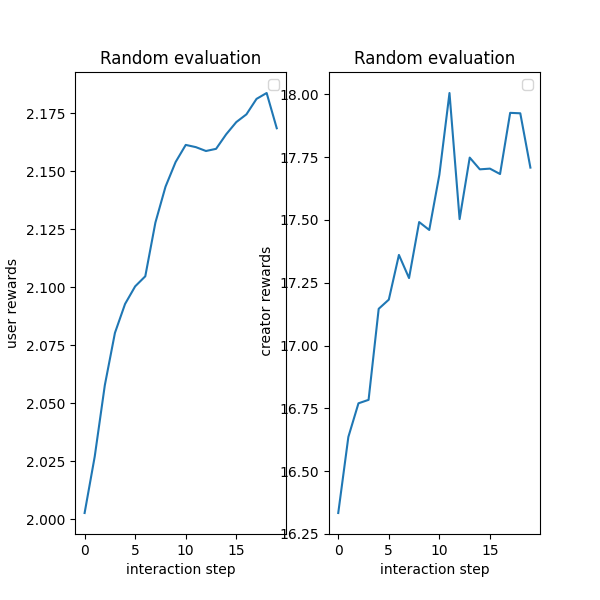 Random evaluation
2.175
2.150
2.125
2.100
2.075
2.050
2.025
2.000
user rewards
0 5 10 15
interaction step
Random evaluation
18.00
17.75
17.50
17.25
17.00
16.75
16.50
16.25
creator rewards
0 5 10 15
interaction step